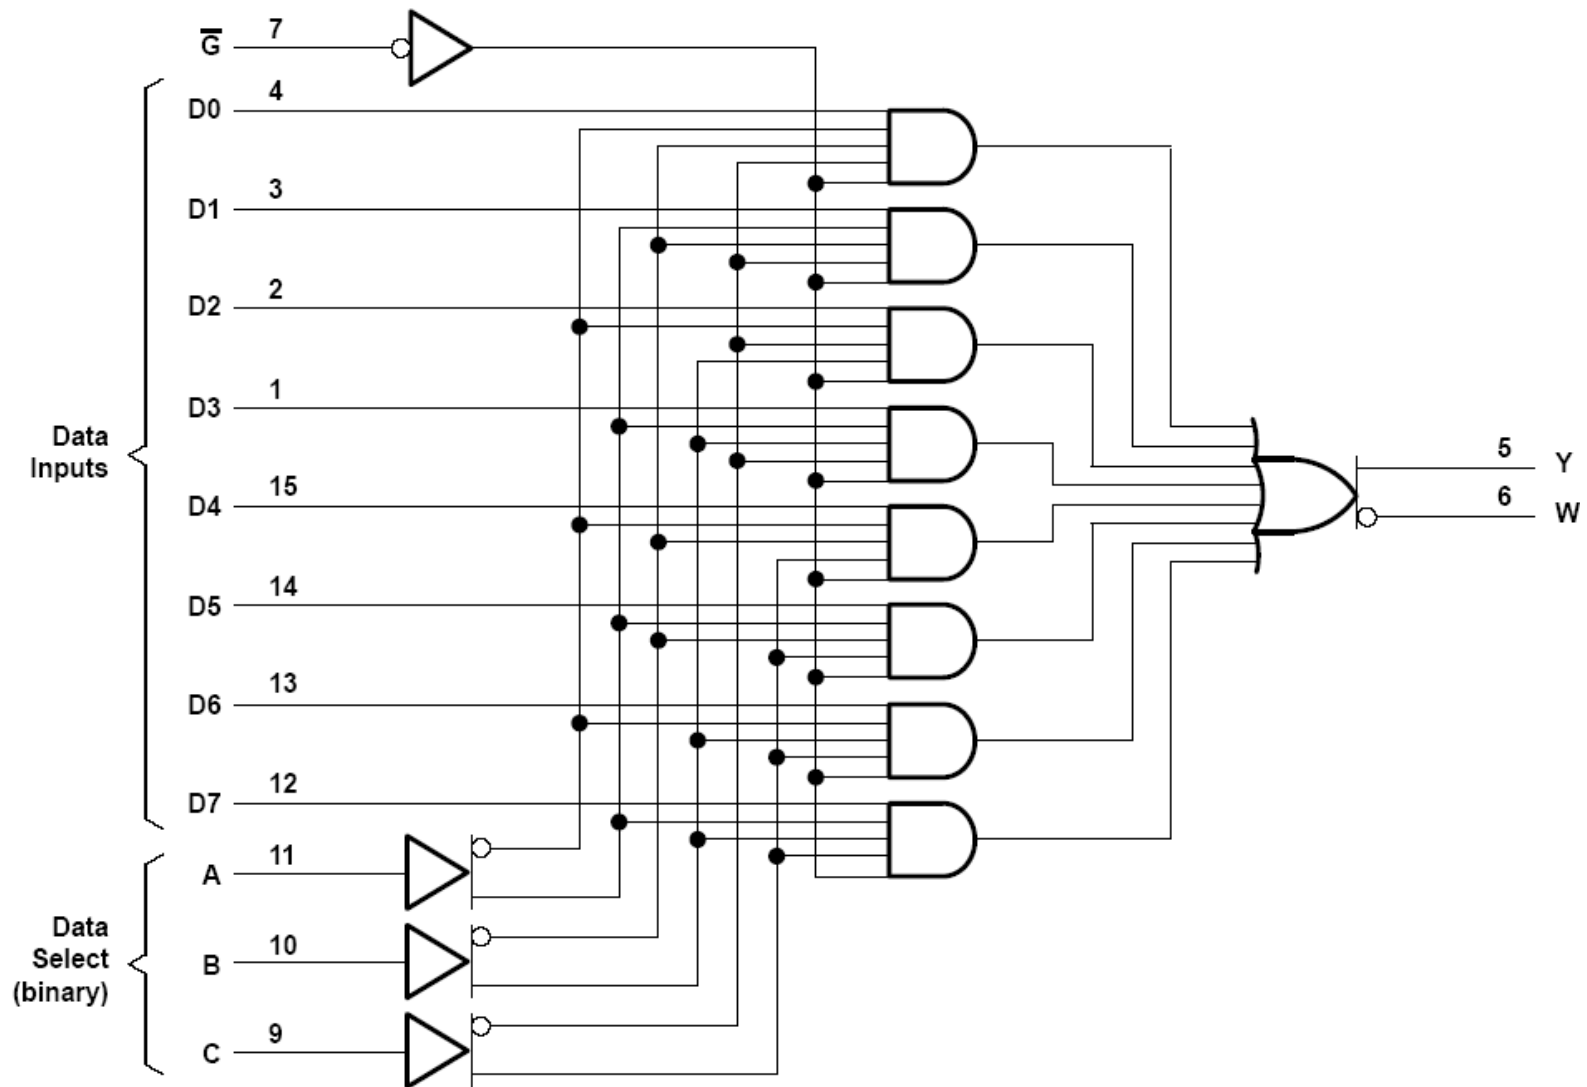 G̅ 7
D0 4
D1 3
D2 2
D3 1
Data
Inputs
D4 15
D5 14
D6 13
D7 12
5 Y
6 W
A 11
Data
Select
(binary)
B 10
C 9